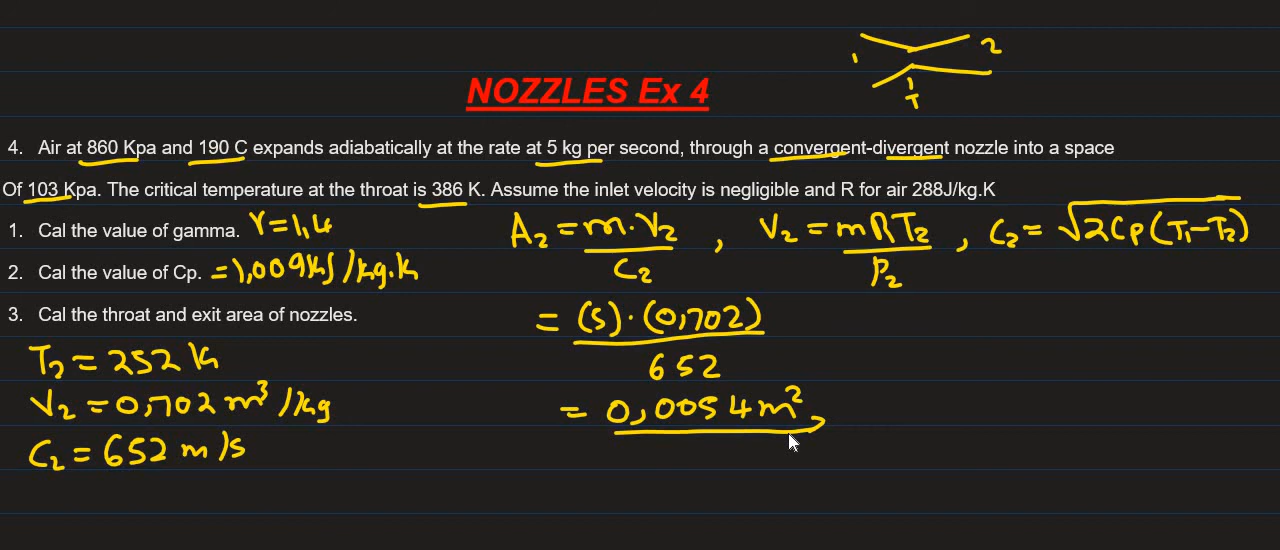 1 2
T
NOZZLES Ex 4
4. Air at 860 Kpa and 190 C expands adiabatically at the rate at 5 kg per second, through a convergent-divergent nozzle into a space
Of 103 Kpa. The critical temperature at the throat is 386 K. Assume the inlet velocity is negligible and R for air 288J/kg.K
1. Cal the value of gamma. γ = 1,4
2. Cal the value of Cp. = 1,009 kJ/kg.K
3. Cal the throat and exit area of nozzles.
T₂ = 252 K
V₂ = 0,702 m³/kg
C₂ = 652 m/s
A₂ = ṁ·V₂ / C₂ , V₂ = mRT₂ / P₂ , C₂ = √2Cp(T₁-T₂)
= (5)·(0,702) / 652
= 0,0054 m²,